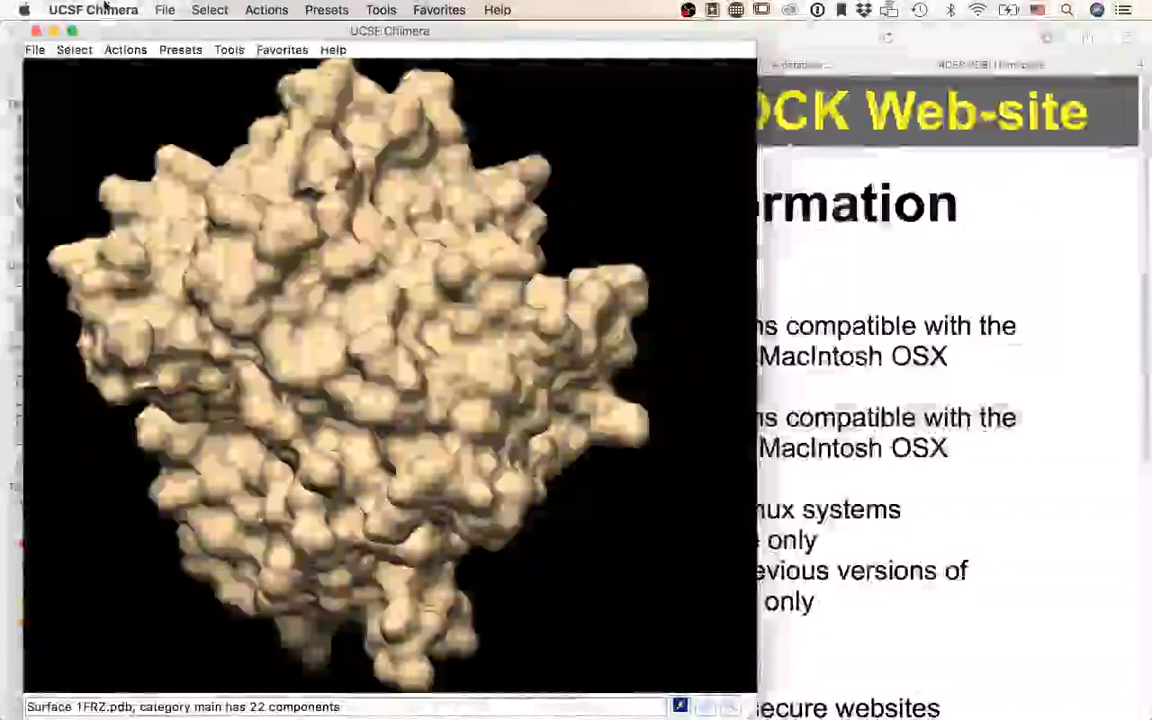 UCSF Chimera File Select Actions Presets Tools Favorites Help
UCSF Chimera
File Select Actions Presets Tools Favorites Help
OCK Web-site
rmation
ns compatible with the
MacIntosh OSX
ns compatible with the
MacIntosh OSX
nux systems
only
evious versions of
only
Surface 1FRZ.pdb, category main has 22 components
ecure websites